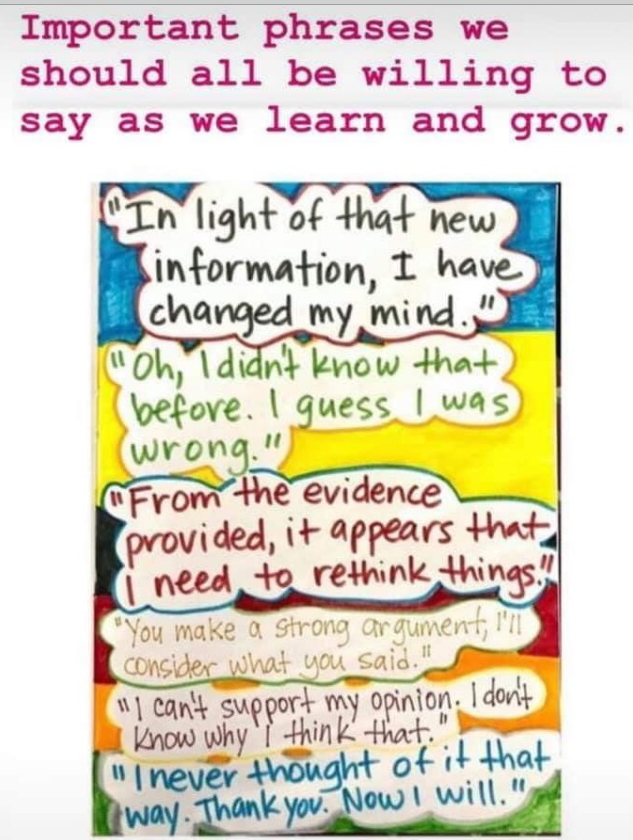 Important phrases we
should all be willing to
say as we learn and grow.
"In light of that new
information, I have
changed my mind."
"Oh, I didn't know that
before. I guess I was
wrong."
"From the evidence
provided, it appears that
I need to rethink things."
"You make a strong argument, I'll
consider what you said."
"I can't support my opinion. I don't
know why I think that."
"I never thought of it that
way. Thank you. Now I will."